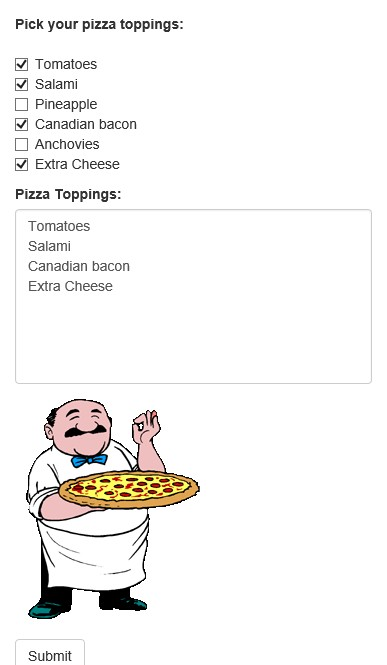 Pick your pizza toppings:
Tomatoes
Salami
Pineapple
Canadian bacon
Anchovies
Extra Cheese
Pizza Toppings:
Tomatoes
Salami
Canadian bacon
Extra Cheese
Submit